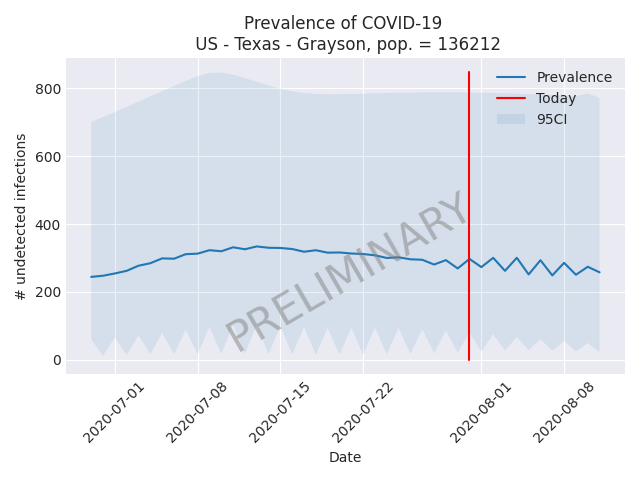 Prevalence of COVID-19
US - Texas - Grayson, pop. = 136212
Prevalence
Today
95CI
800
600
400
200
0
# undetected infections
PRELIMINARY
2020-07-01
2020-07-08
2020-07-15
2020-07-22
2020-08-01
2020-08-08
Date